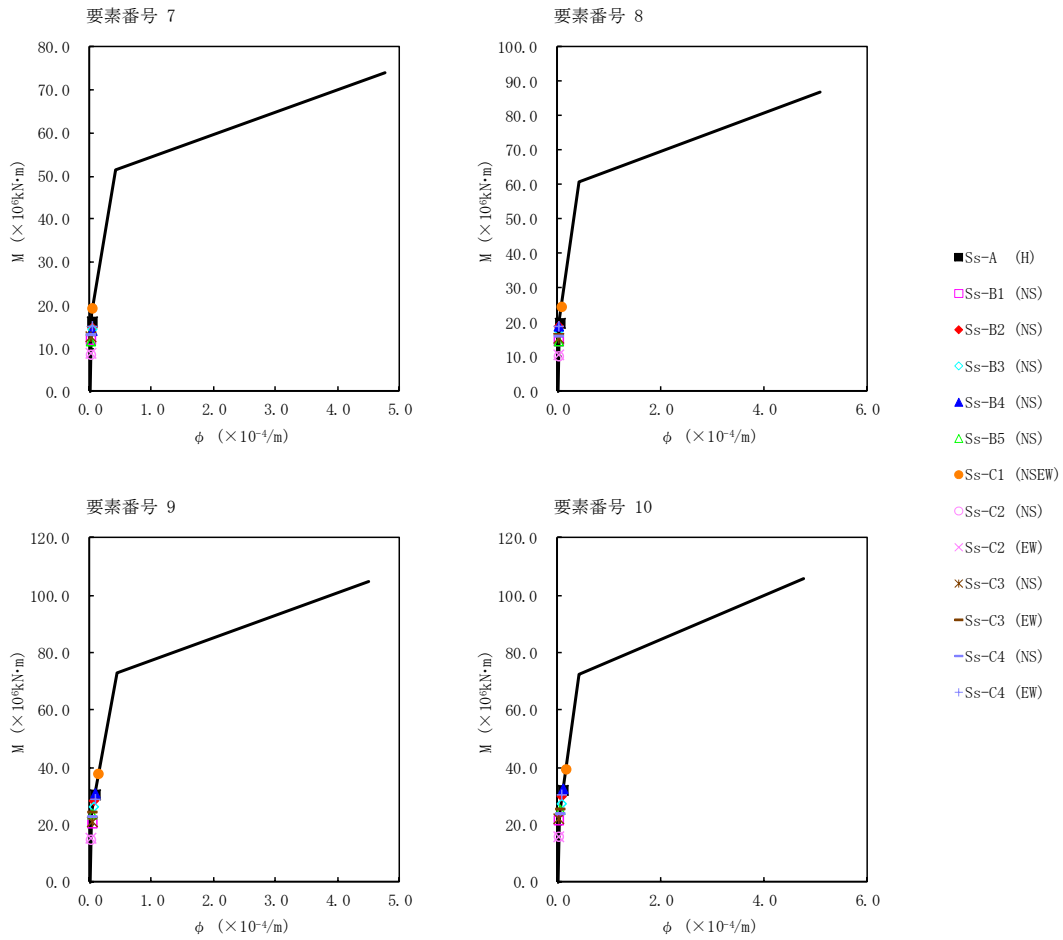 要素番号 7
80.0
70.0
60.0
50.0
40.0
30.0
20.0
10.0
0.0
M (×10⁶kN・m)
0.0 1.0 2.0 3.0 4.0 5.0
φ (×10⁻⁴/m)
要素番号 8
100.0
90.0
80.0
70.0
60.0
50.0
40.0
30.0
20.0
10.0
0.0
M (×10⁶kN・m)
0.0 2.0 4.0 6.0
φ (×10⁻⁴/m)
要素番号 9
120.0
100.0
80.0
60.0
40.0
20.0
0.0
M (×10⁶kN・m)
0.0 1.0 2.0 3.0 4.0 5.0
φ (×10⁻⁴/m)
要素番号 10
120.0
100.0
80.0
60.0
40.0
20.0
0.0
M (×10⁶kN・m)
0.0 2.0 4.0 6.0
φ (×10⁻⁴/m)
Ss-A (H)
Ss-B1 (NS)
Ss-B2 (NS)
Ss-B3 (NS)
Ss-B4 (NS)
Ss-B5 (NS)
Ss-C1 (NSEW)
Ss-C2 (NS)
Ss-C2 (EW)
Ss-C3 (NS)
Ss-C3 (EW)
Ss-C4 (NS)
Ss-C4 (EW)